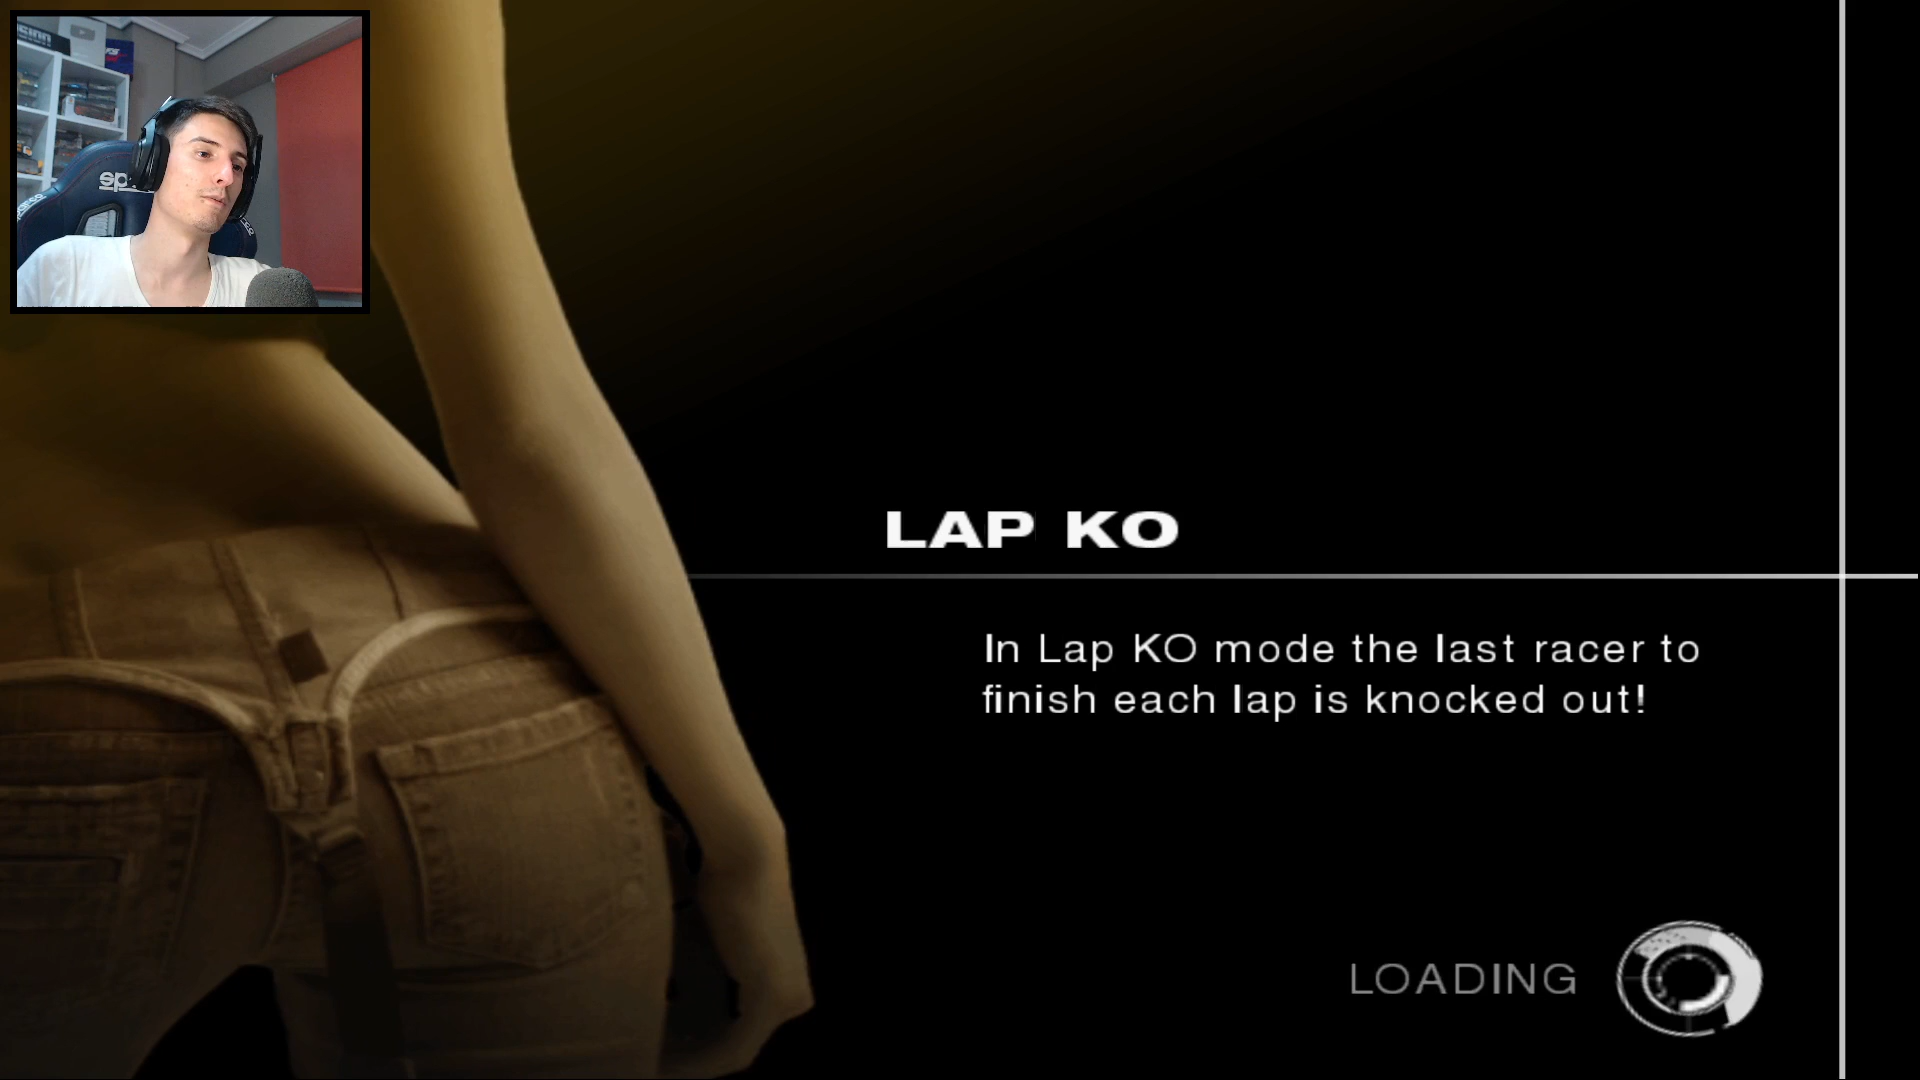 LAP KO
In Lap KO mode the last racer to
finish each lap is knocked out!
LOADING